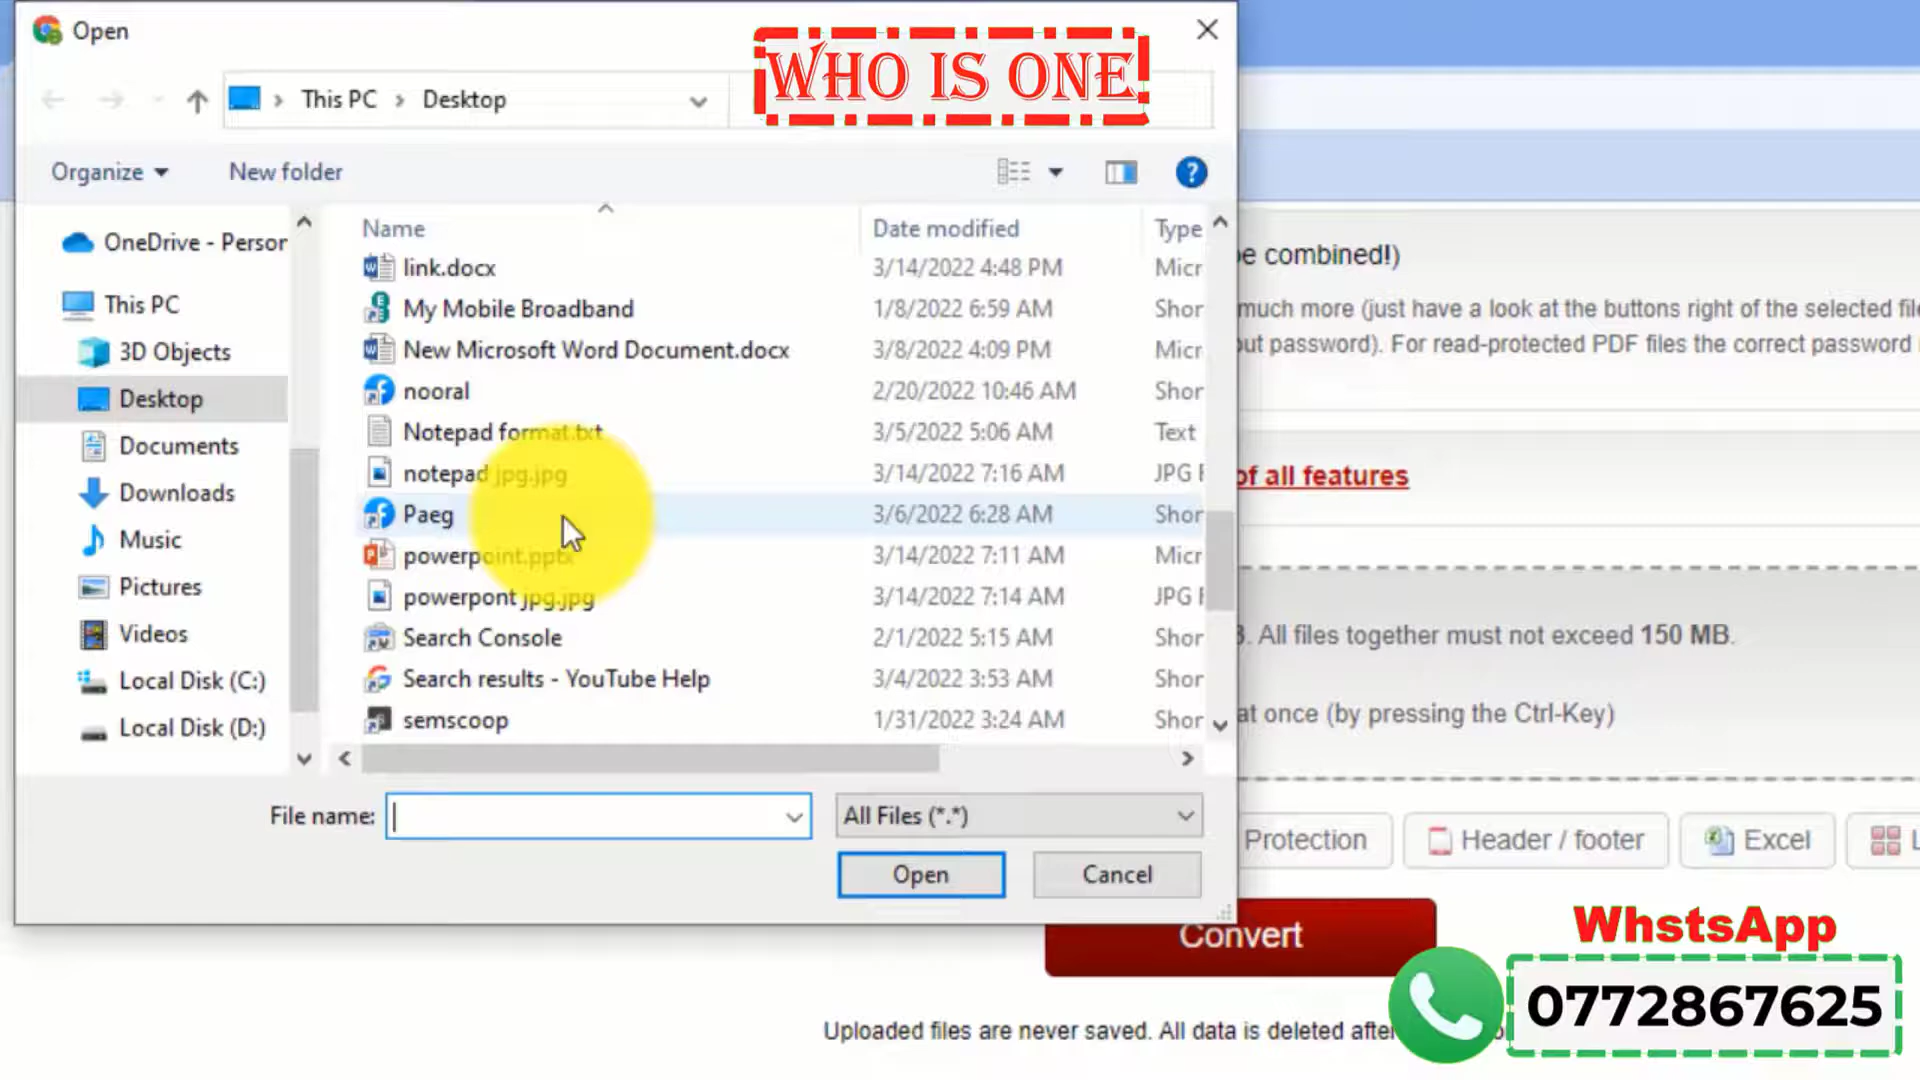 Open
WHO IS ONE
This PC
Desktop
Organize
New folder
Name
Date modified
Type
OneDrive - Person
This PC
3D Objects
Desktop
Documents
Downloads
Music
Pictures
Videos
Local Disk (C:)
Local Disk (D:)
link.docx 3/14/2022 4:48 PM Micr
My Mobile Broadband 1/8/2022 6:59 AM Shor
New Microsoft Word Document.docx 3/8/2022 4:09 PM Micr
nooral 2/20/2022 10:46 AM Shor
Notepad format.txt 3/5/2022 5:06 AM Text
notepad jpg.jpg 3/14/2022 7:16 AM JPG F
Paeg 3/6/2022 6:28 AM Shor
powerpoint.pptx 3/14/2022 7:11 AM Micr
powerpont jpg.jpg 3/14/2022 7:14 AM JPG F
Search Console 2/1/2022 5:15 AM Shor
Search results - YouTube Help 3/4/2022 3:53 AM Shor
semscoop 1/31/2022 3:24 AM Shor
File name:
All Files (*.*)
Open
Cancel
be combined!)
much more (just have a look at the buttons right of the selected file
out password). For read-protected PDF files the correct password
of all features
B. All files together must not exceed 150 MB.
at once (by pressing the Ctrl-Key)
Protection
Header / footer
Excel
L
Convert
Uploaded files are never saved. All data is deleted after
WhstsApp
0772867625